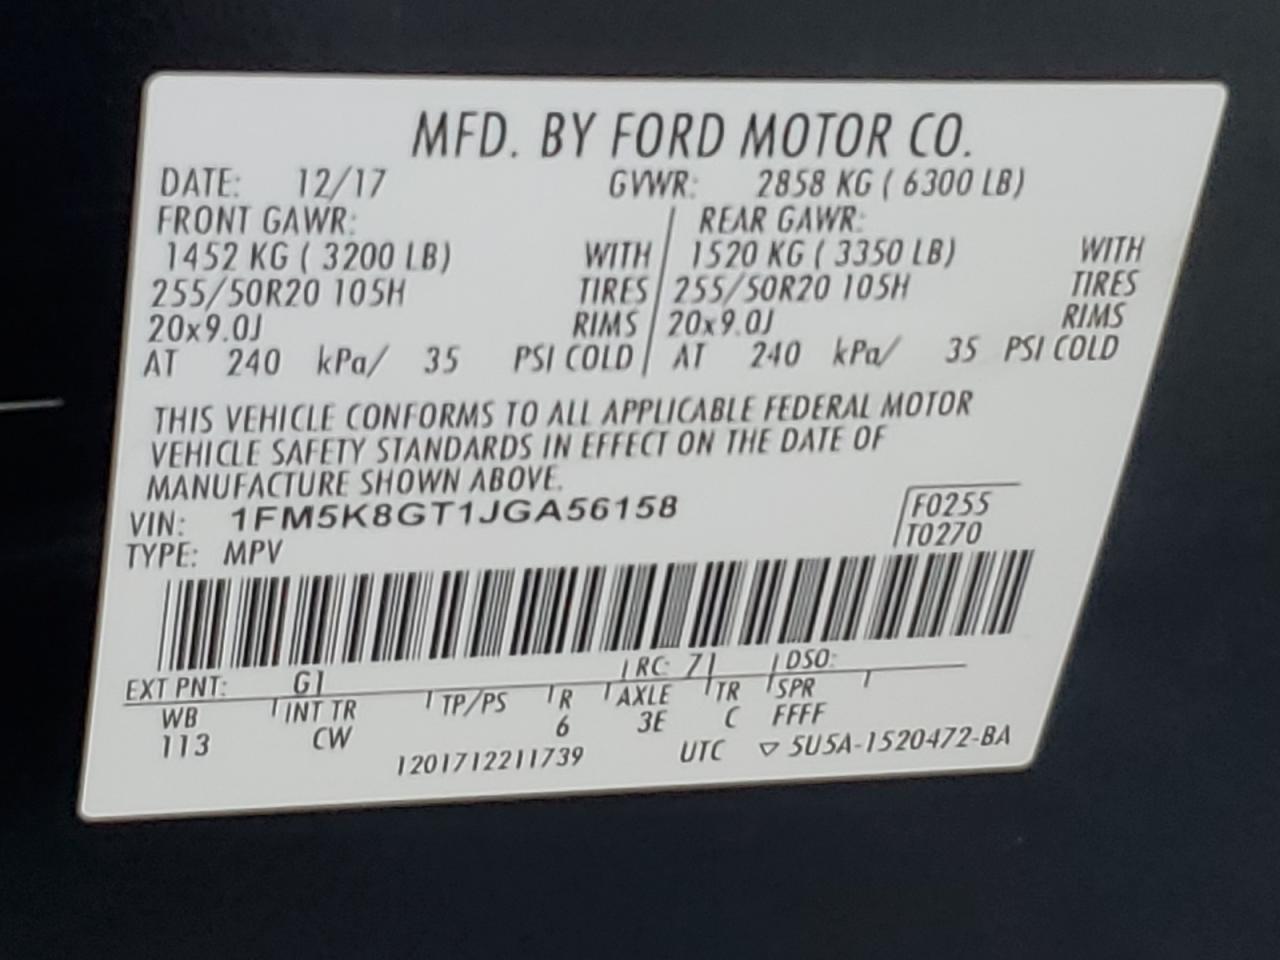 MFD. BY FORD MOTOR CO.
DATE: 12/17 GVWR: 2858 KG ( 6300 LB)
FRONT GAWR: REAR GAWR:
1452 KG ( 3200 LB) WITH 1520 KG ( 3350 LB) WITH
255/50R20 105H TIRES 255/50R20 105H TIRES
20x9.0J RIMS 20x9.0J RIMS
AT 240 kPa/ 35 PSI COLD AT 240 kPa/ 35 PSI COLD
THIS VEHICLE CONFORMS TO ALL APPLICABLE FEDERAL MOTOR
VEHICLE SAFETY STANDARDS IN EFFECT ON THE DATE OF
MANUFACTURE SHOWN ABOVE.
VIN: 1FM5K8GT1JGA56158 F0255
TYPE: MPV T0270
EXT PNT: G1 RC: 71 DSO:
WB INT TR TP/PS R AXLE TR SPR
113 CW 6 3E C FFFF
1201712211739 UTC ▽ 5U5A-1520472-BA